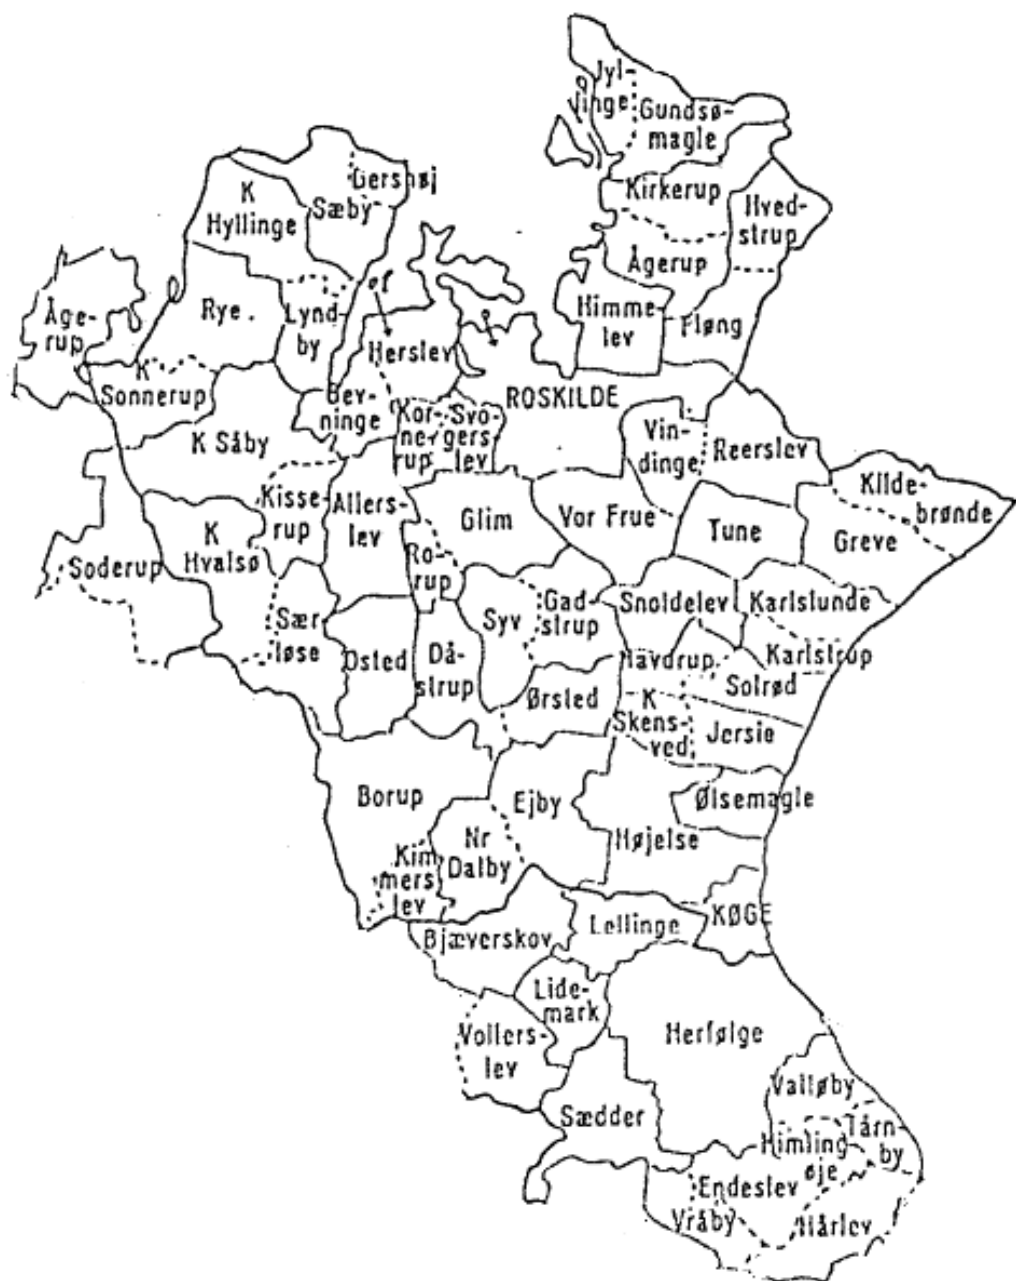 Jyl-
linge
Gundsø-
magle
Gershøj
Sæby
K
Hyllinge
Kirkerup
Hved-
strup
Ågerup
Åge-
rup
Rye.
Lynd-
by
Herslev
Himme-
lev
Fløng
K
Sonnerup
Gev-
ninge
Kor-
ne-
rup
Svo-
gers-
lev
ROSKILDE
Vin-
dinge
Reerslev
K Såby
Kisse-
rup
Allers-
lev
Glim
Vor Frue
Tune
Kilde-
brønde
Greve
K
Hvalsø
Soderup
Ro-
rup
Sær-
løse
Osted
Då-
strup
Syv
Gad-
strup
Snoldelev
Karlslunde
Havdrup
Karlstrup
Solrød
Ørsled
K
Skens-
ved
Jersie
Borup
Ejby
Ølsemagle
Højelse
Nr
Dalby
Kim
mers
lev
KØGE
Bjæverskov
Lellinge
Lide-
mark
Vollers-
lev
Herfølge
Sædder
Valløby
Tårn-
by
Himling
øje
Endeslev
Vråby
Hårlev